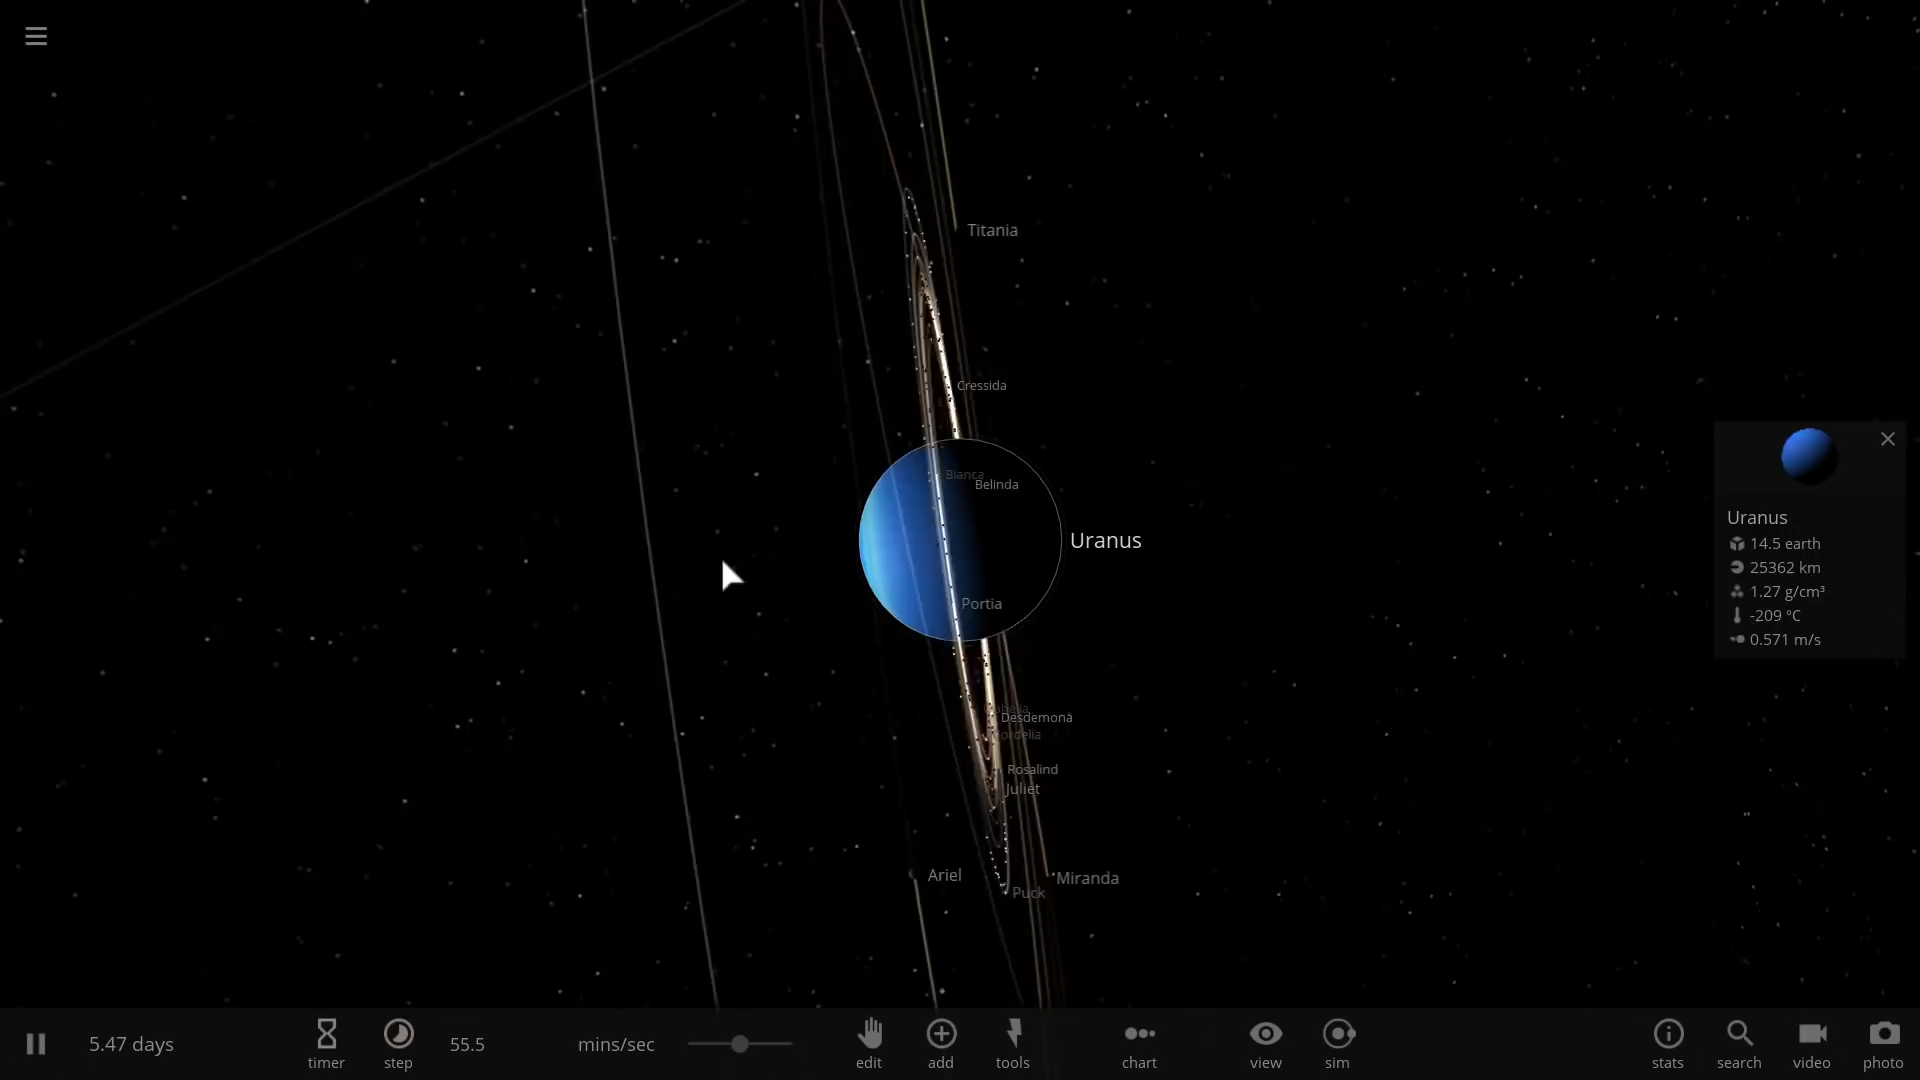 Titania
Cressida
Bianca
Belinda
Uranus
Portia
Desdemona
Cordelia
Rosalind
Juliet
Ariel
Miranda
Puck
Uranus
14.5 earth
25362 km
1.27 g/cm³
-209 °C
0.571 m/s
5.47 days
timer
step
55.5
mins/sec
edit
add
tools
chart
view
sim
stats
search
video
photo